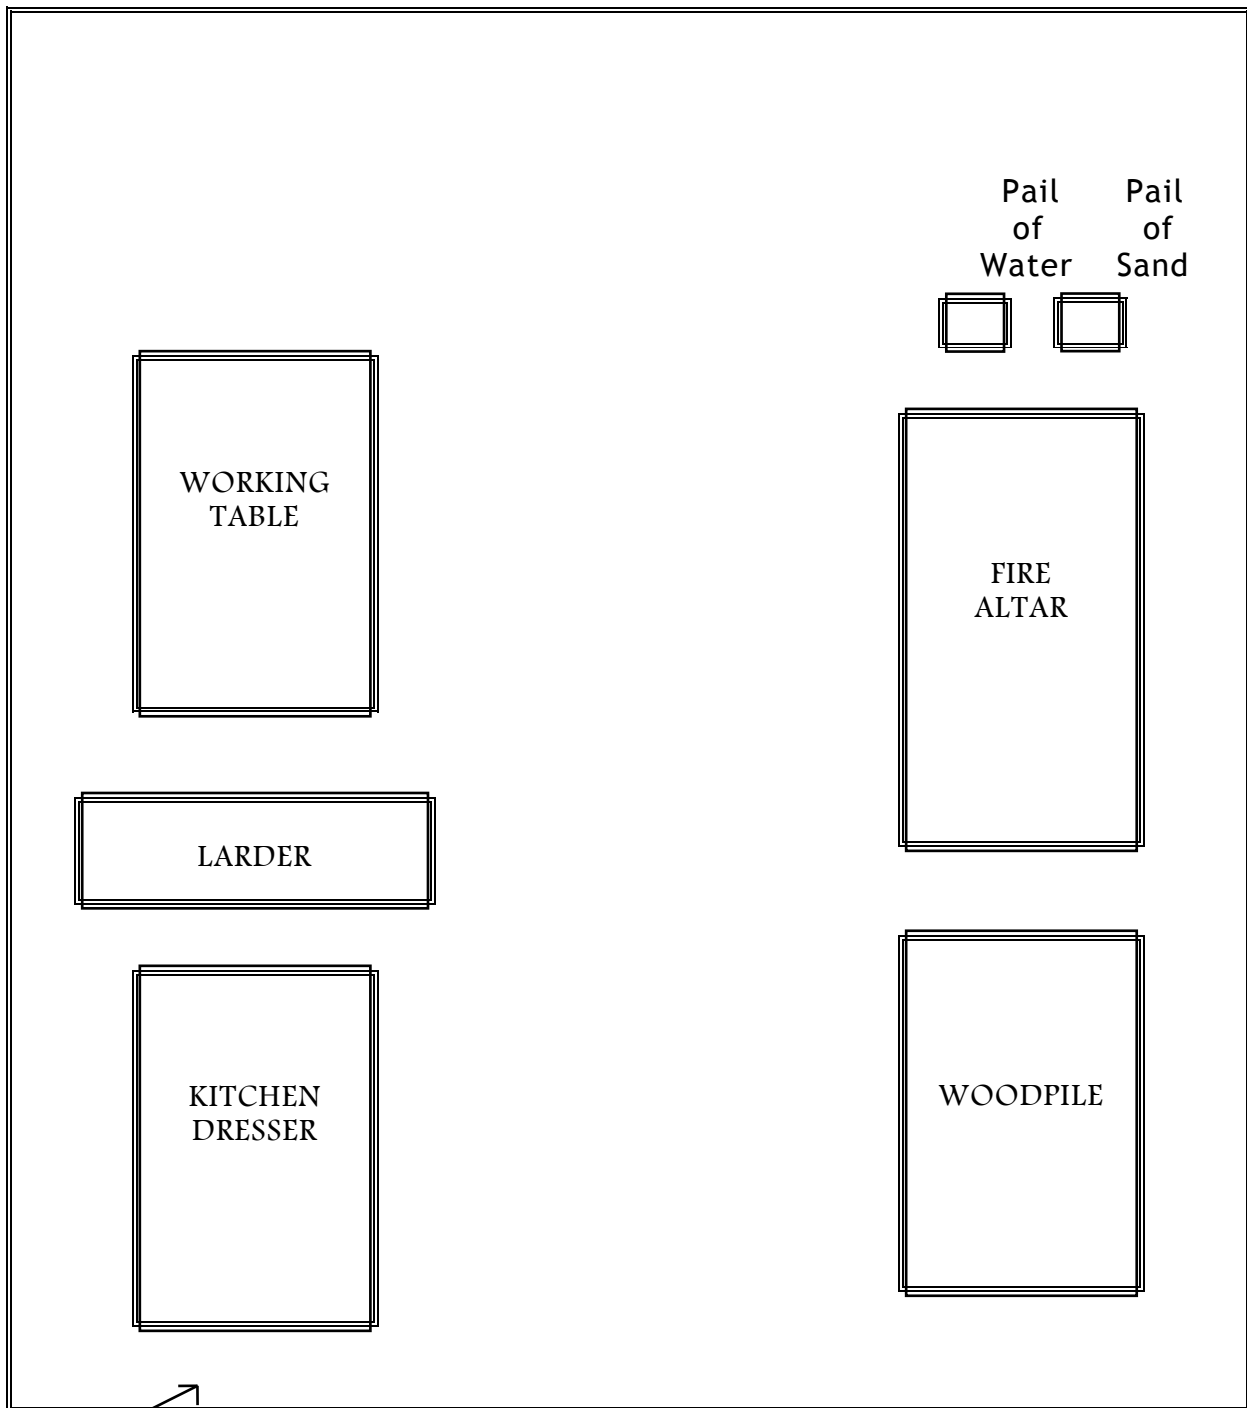 Pail
of
Water
Pail
of
Sand
WORKING
TABLE
FIRE
ALTAR
LARDER
KITCHEN
DRESSER
WOODPILE